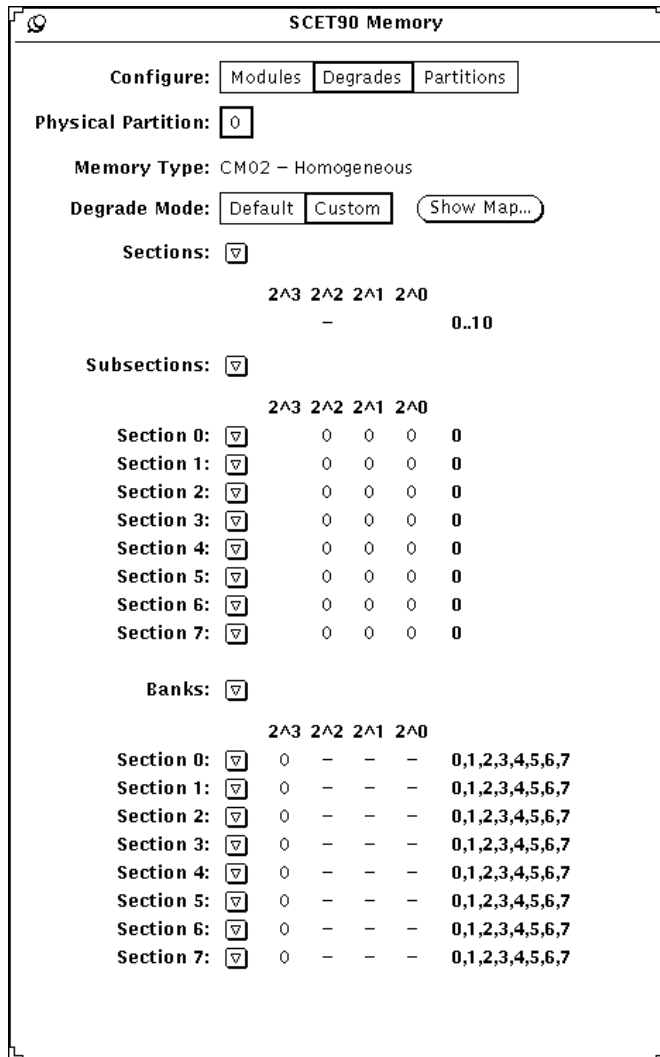 SCET90 Memory
Configure: Modules Degrades Partitions
Physical Partition: 0
Memory Type: CM02 – Homogeneous
Degrade Mode: Default Custom Show Map...
Sections:
2^3 2^2 2^1 2^0
– 0..10
Subsections:
2^3 2^2 2^1 2^0
Section 0: 0 0 0 0
Section 1: 0 0 0 0
Section 2: 0 0 0 0
Section 3: 0 0 0 0
Section 4: 0 0 0 0
Section 5: 0 0 0 0
Section 6: 0 0 0 0
Section 7: 0 0 0 0
Banks:
2^3 2^2 2^1 2^0
Section 0: 0 – – – 0,1,2,3,4,5,6,7
Section 1: 0 – – – 0,1,2,3,4,5,6,7
Section 2: 0 – – – 0,1,2,3,4,5,6,7
Section 3: 0 – – – 0,1,2,3,4,5,6,7
Section 4: 0 – – – 0,1,2,3,4,5,6,7
Section 5: 0 – – – 0,1,2,3,4,5,6,7
Section 6: 0 – – – 0,1,2,3,4,5,6,7
Section 7: 0 – – – 0,1,2,3,4,5,6,7